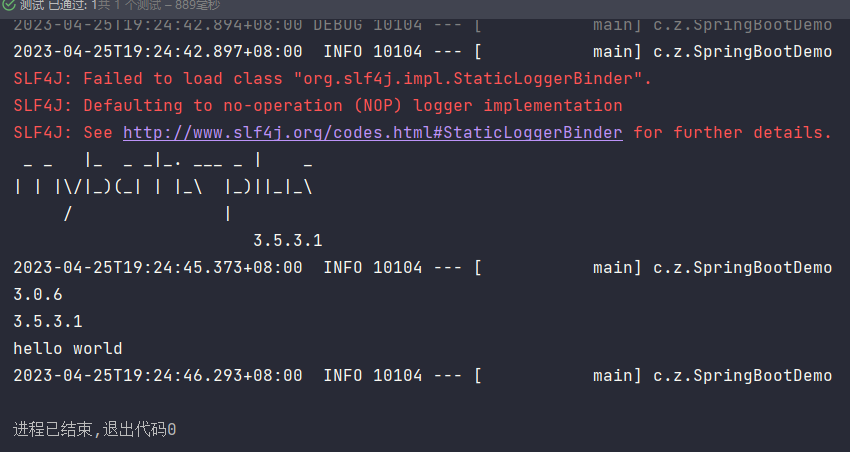 测试 已通过: 1共 1 个测试 – 889毫秒
2023-04-25T19:24:42.894+08:00 DEBUG 10104 --- [           main] c.z.SpringBootDemo
2023-04-25T19:24:42.897+08:00  INFO 10104 --- [           main] c.z.SpringBootDemo
SLF4J: Failed to load class "org.slf4j.impl.StaticLoggerBinder".
SLF4J: Defaulting to no-operation (NOP) logger implementation
SLF4J: See http://www.slf4j.org/codes.html#StaticLoggerBinder for further details.
 _ _   |_  _ _|_. ___ _ |    _
| | |\/|_)(_| | |_\  |_)||_|_\
     /               |
                        3.5.3.1
2023-04-25T19:24:45.373+08:00  INFO 10104 --- [           main] c.z.SpringBootDemo
3.0.6
3.5.3.1
hello world
2023-04-25T19:24:46.293+08:00  INFO 10104 --- [           main] c.z.SpringBootDemo
进程已结束,退出代码0